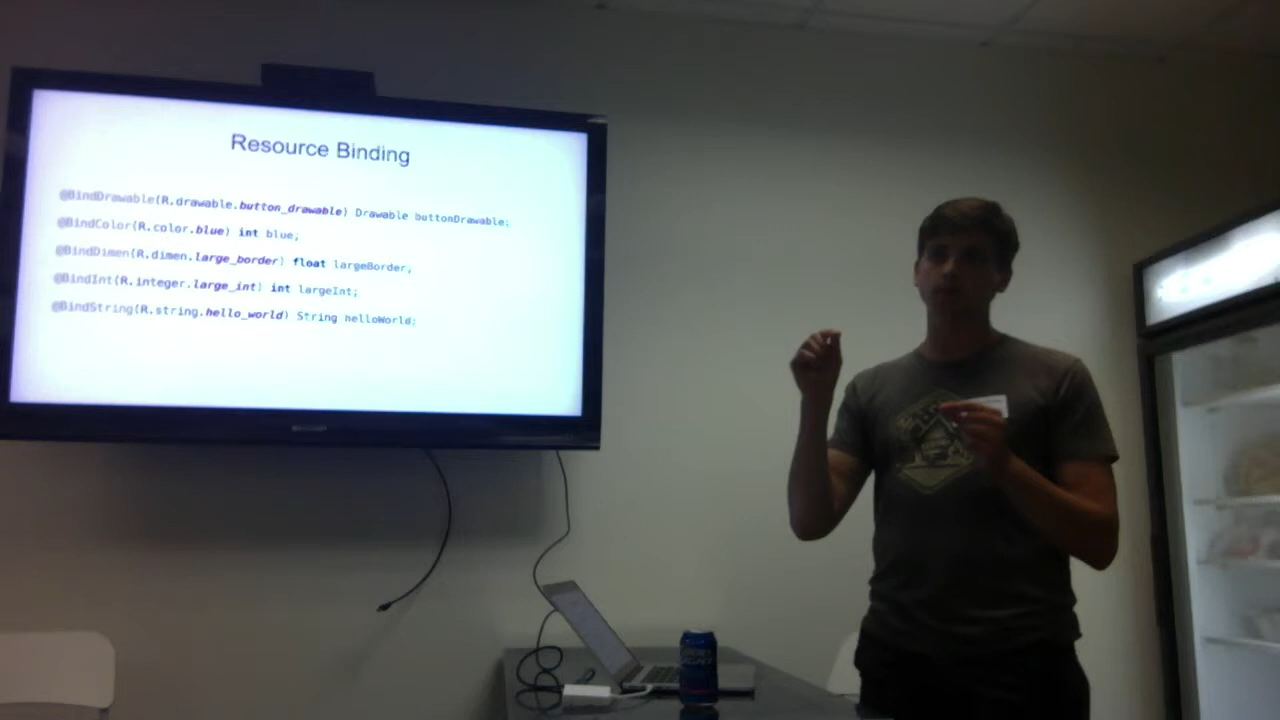 Resource Binding
@BindDrawable(R.drawable.button_drawable) Drawable buttonDrawable;
@BindColor(R.color.blue) int blue;
@BindDimen(R.dimen.large_border) float largeBorder;
@BindInt(R.integer.large_int) int largeInt;
@BindString(R.string.hello_world) String helloWorld;